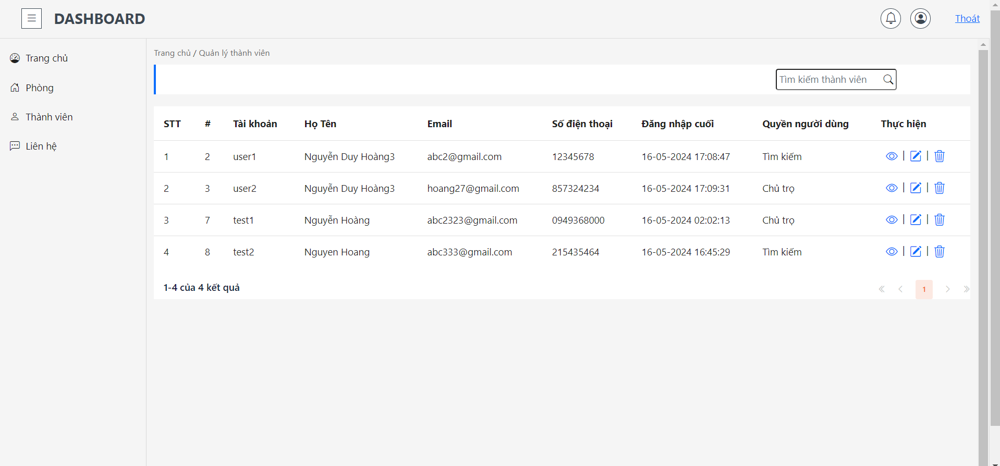 DASHBOARD
Thoát
Trang chủ
Phòng
Thành viên
Liên hệ
Trang chủ / Quản lý thành viên
Tìm kiếm thành viên
STT # Tài khoản Họ Tên Email Số điện thoại Đăng nhập cuối Quyền người dùng Thực hiện
1 2 user1 Nguyễn Duy Hoàng3 abc2@gmail.com 12345678 16-05-2024 17:08:47 Tìm kiếm | |
2 3 user2 Nguyễn Duy Hoàng3 hoang27@gmail.com 857324234 16-05-2024 17:09:31 Chủ trọ | |
3 7 test1 Nguyễn Hoàng abc2323@gmail.com 0949368000 16-05-2024 02:02:13 Chủ trọ | |
4 8 test2 Nguyen Hoang abc333@gmail.com 215435464 16-05-2024 16:45:29 Tìm kiếm | |
1-4 của 4 kết quả
1